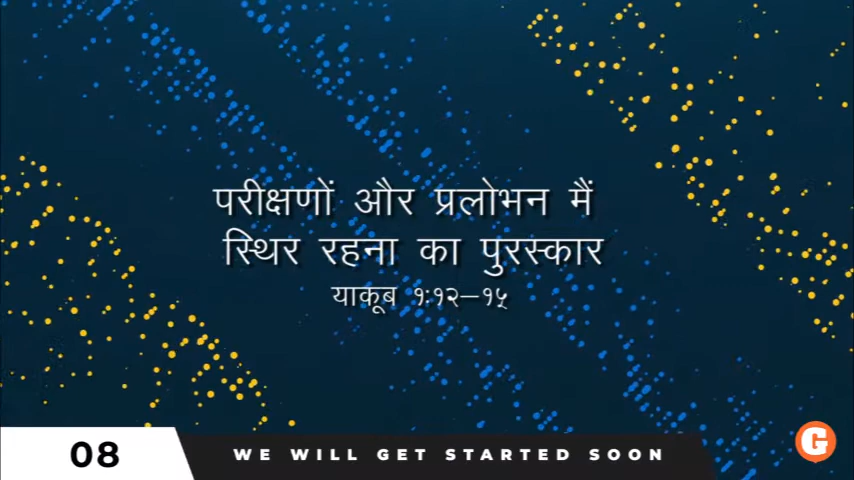 परीक्षणों और प्रलोभन मैं
स्थिर रहना का पुरस्कार
याकूब १:१२–१५
08
WE WILL GET STARTED SOON
G